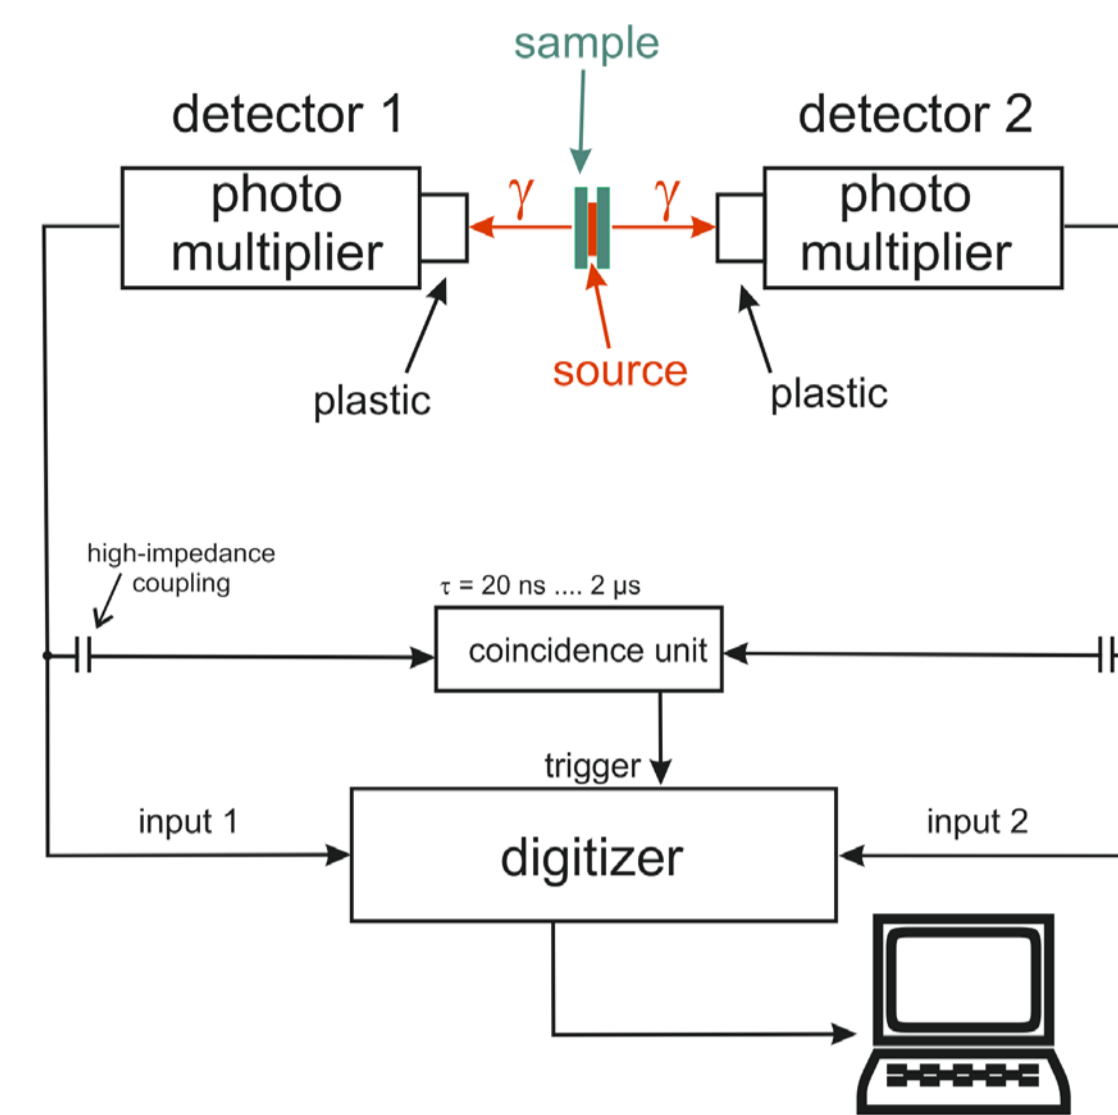 sample
detector 1
detector 2
photo
multiplier
γ
γ
photo
multiplier
plastic
source
plastic
high-impedance
coupling
τ = 20 ns .... 2 μs
coincidence unit
trigger
input 1
digitizer
input 2